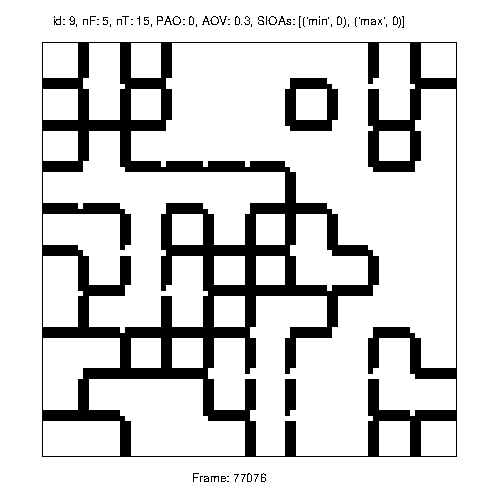 id: 9, nF: 5, nT: 15, PAO: 0, AOV: 0.3, SIOAs: [('min', 0), ('max', 0)]
Frame: 77076